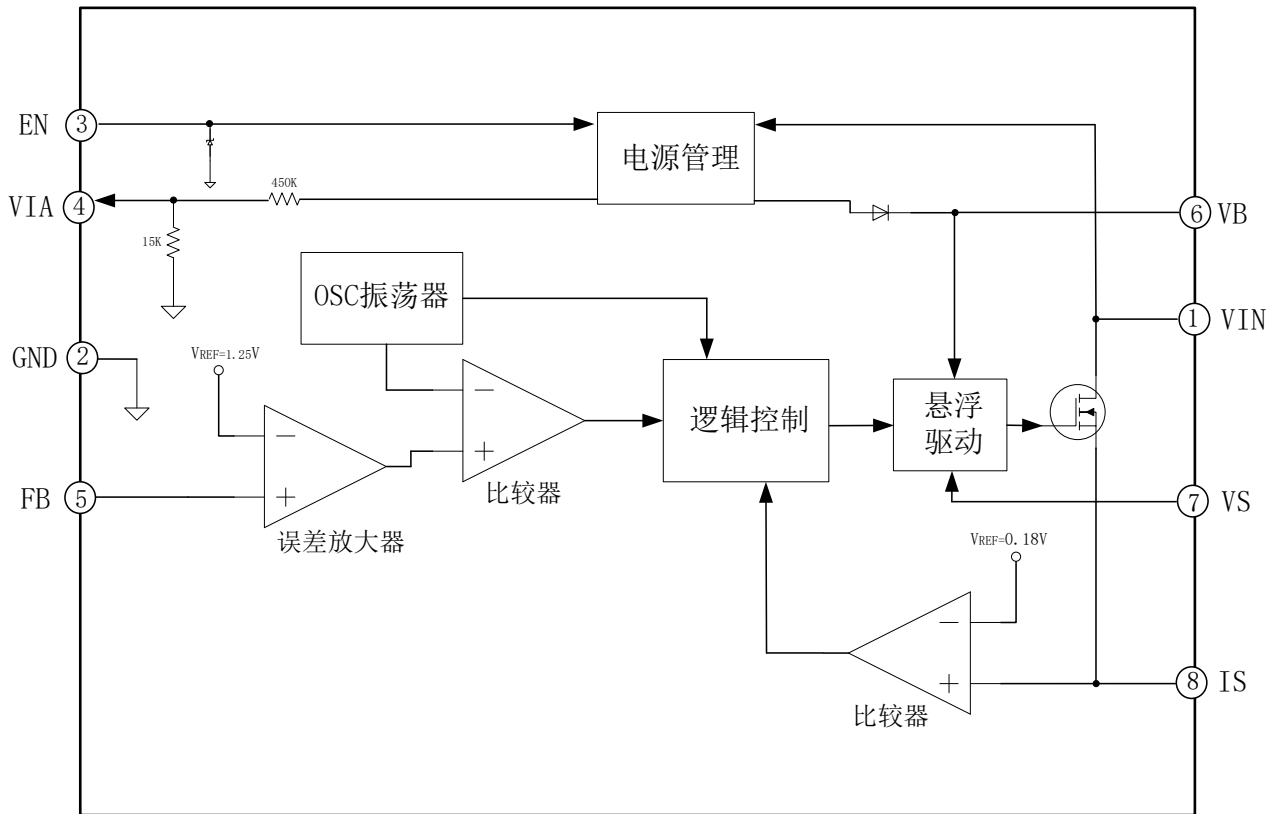 EN
3
电源管理
VIA
4
450K
15K
6
VB
OSC振荡器
1
VIN
GND
2
VREF=1.25V
逻辑控制
悬浮
驱动
比较器
FB
5
误差放大器
7
VS
VREF=0.18V
比较器
8
IS